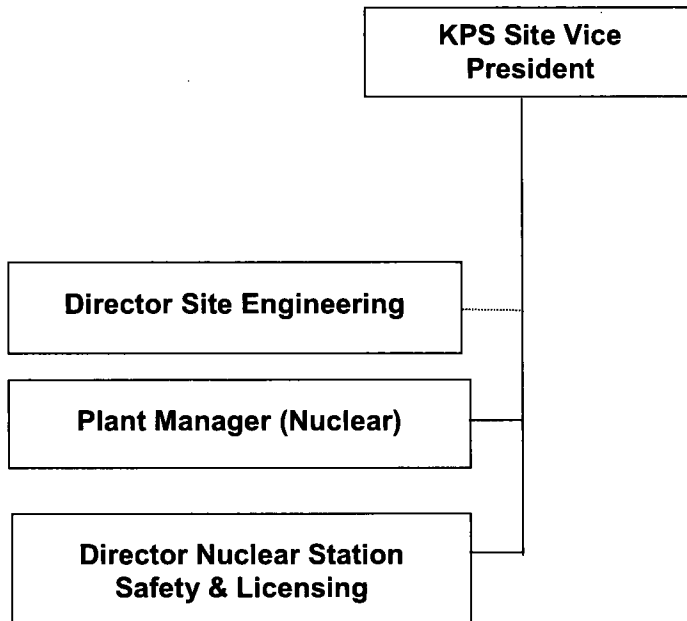 KPS Site Vice
President
Director Site Engineering
Plant Manager (Nuclear)
Director Nuclear Station
Safety & Licensing